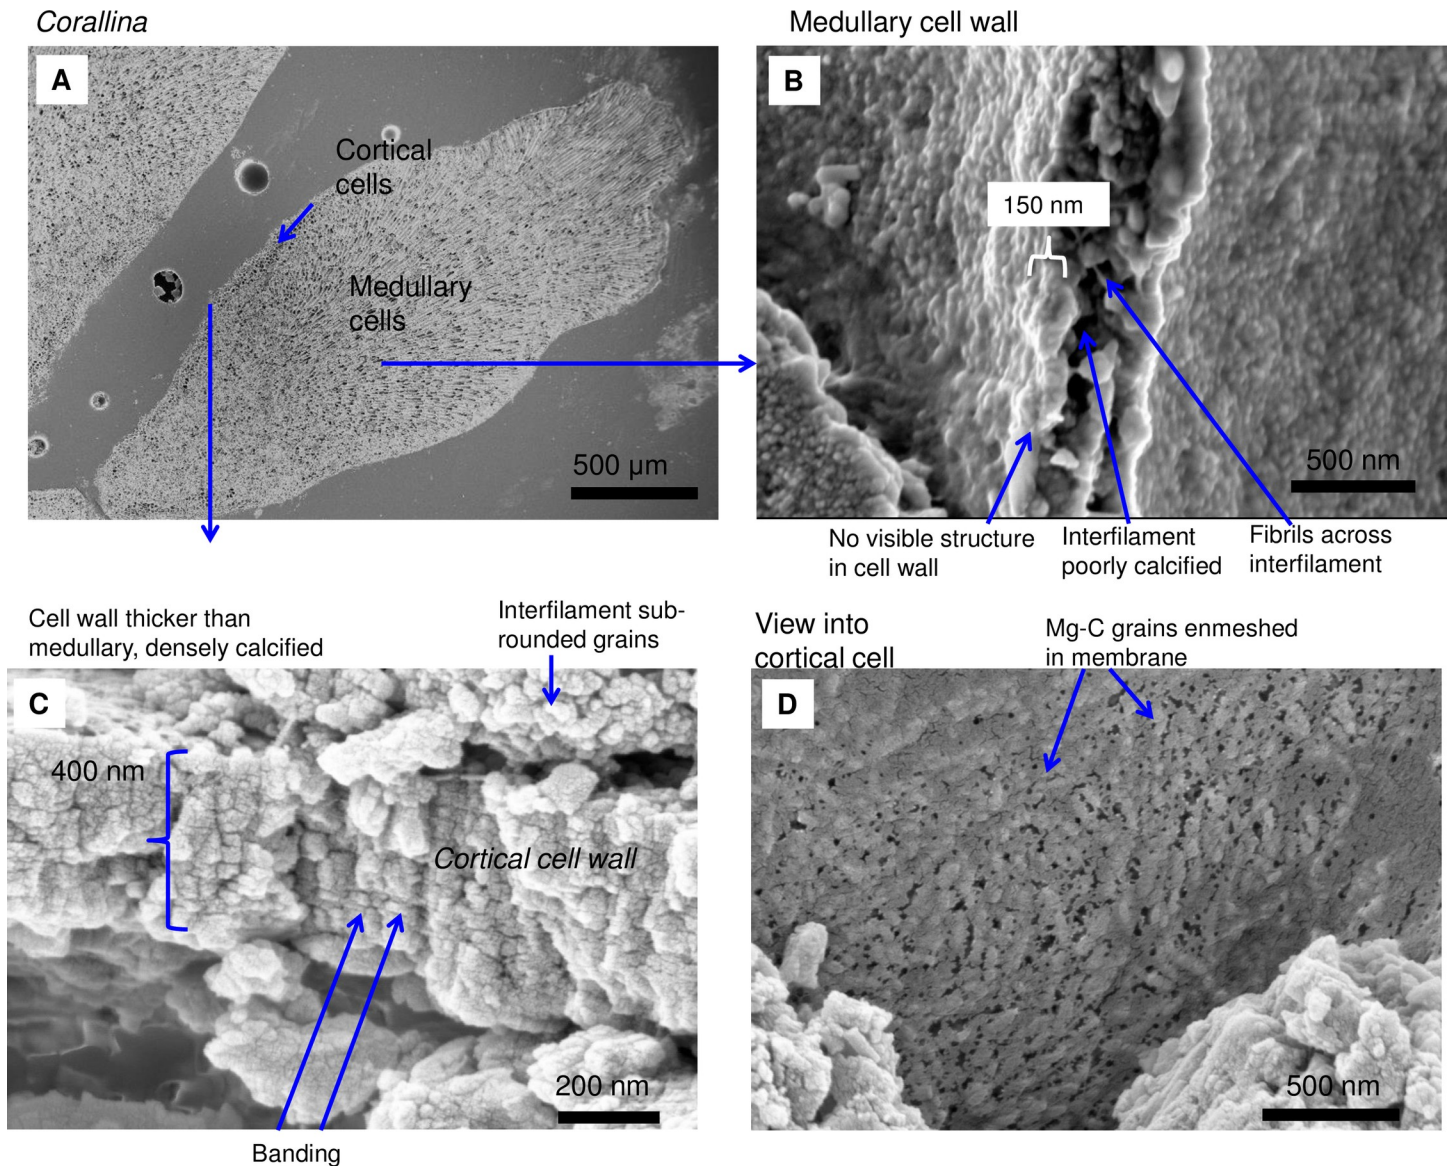 Corallina
Medullary cell wall
A
Cortical
cells
Medullary
cells
500 µm
B
150 nm
500 nm
No visible structure
in cell wall
Interfilament
poorly calcified
Fibrils across
interfilament
Cell wall thicker than
medullary, densely calcified
Interfilament sub-
rounded grains
C
400 nm
Cortical cell wall
200 nm
Banding
View into
cortical cell
Mg-C grains enmeshed
in membrane
D
500 nm